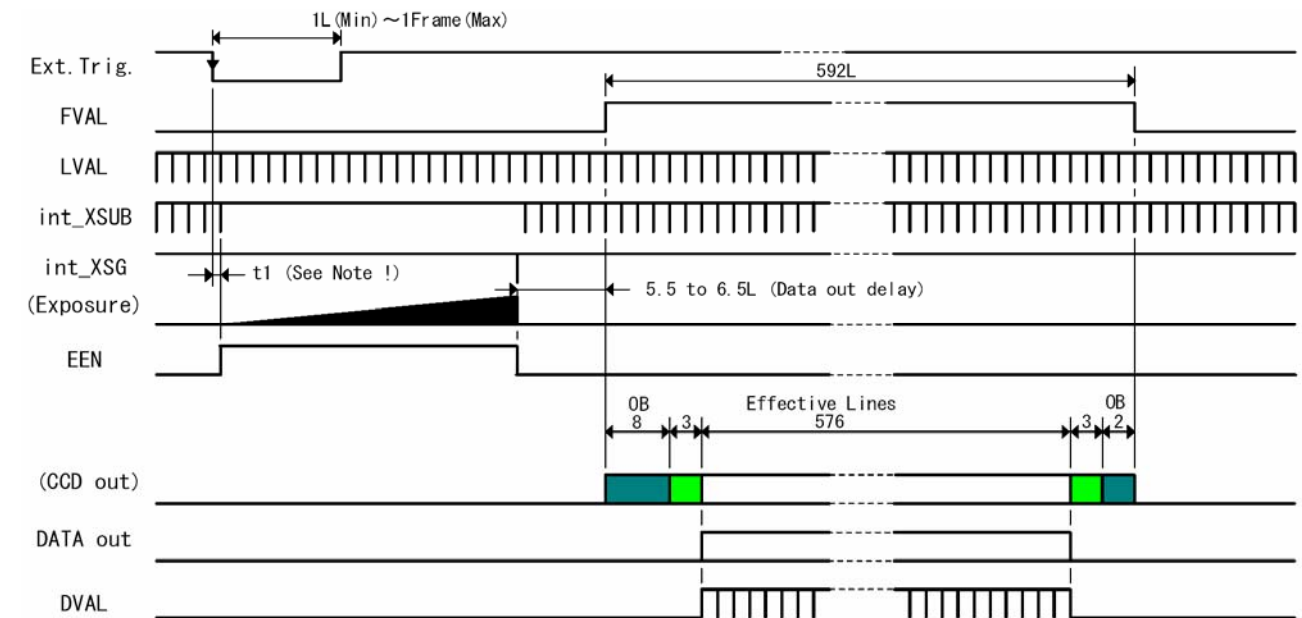 1L(Min)～1Frame(Max)
Ext.Trig.
592L
FVAL
LVAL
int_XSUB
int_XSG
t1 (See Note !)
5.5 to 6.5L (Data out delay)
(Exposure)
EEN
OB Effective Lines OB
8 3 576 3 2
(CCD out)
DATA out
DVAL